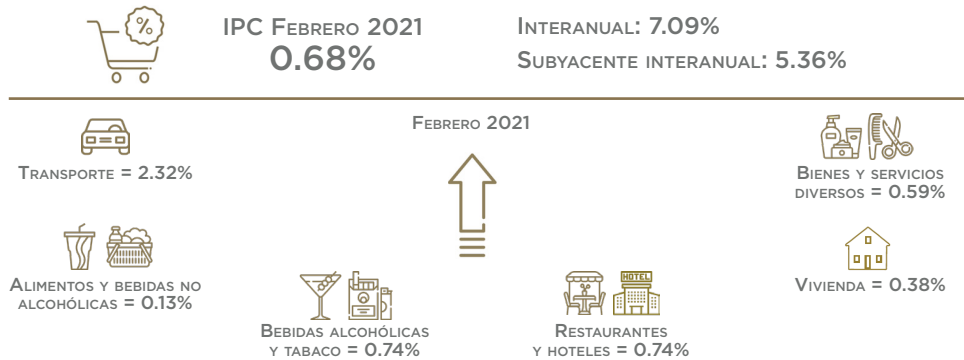 IPC Febrero 2021
0.68%
Interanual: 7.09%
Subyacente interanual: 5.36%
Febrero 2021
Transporte = 2.32%
Bienes y servicios
diversos = 0.59%
Alimentos y bebidas no
alcohólicas = 0.13%
Vivienda = 0.38%
HOTEL
Bebidas alcohólicas
y tabaco = 0.74%
Restaurantes
y hoteles = 0.74%